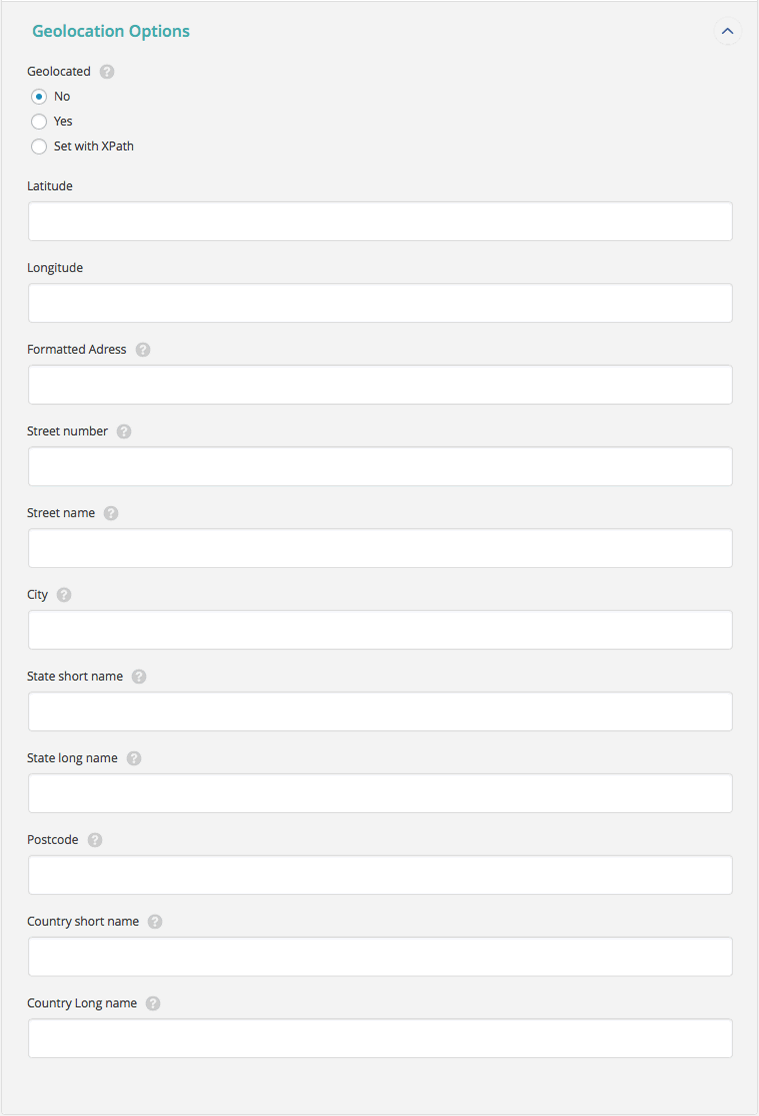 Geolocation Options
Geolocated ?
No
Yes
Set with XPath
Latitude
Longitude
Formatted Adress ?
Street number ?
Street name ?
City ?
State short name ?
State long name ?
Postcode ?
Country short name ?
Country Long name ?